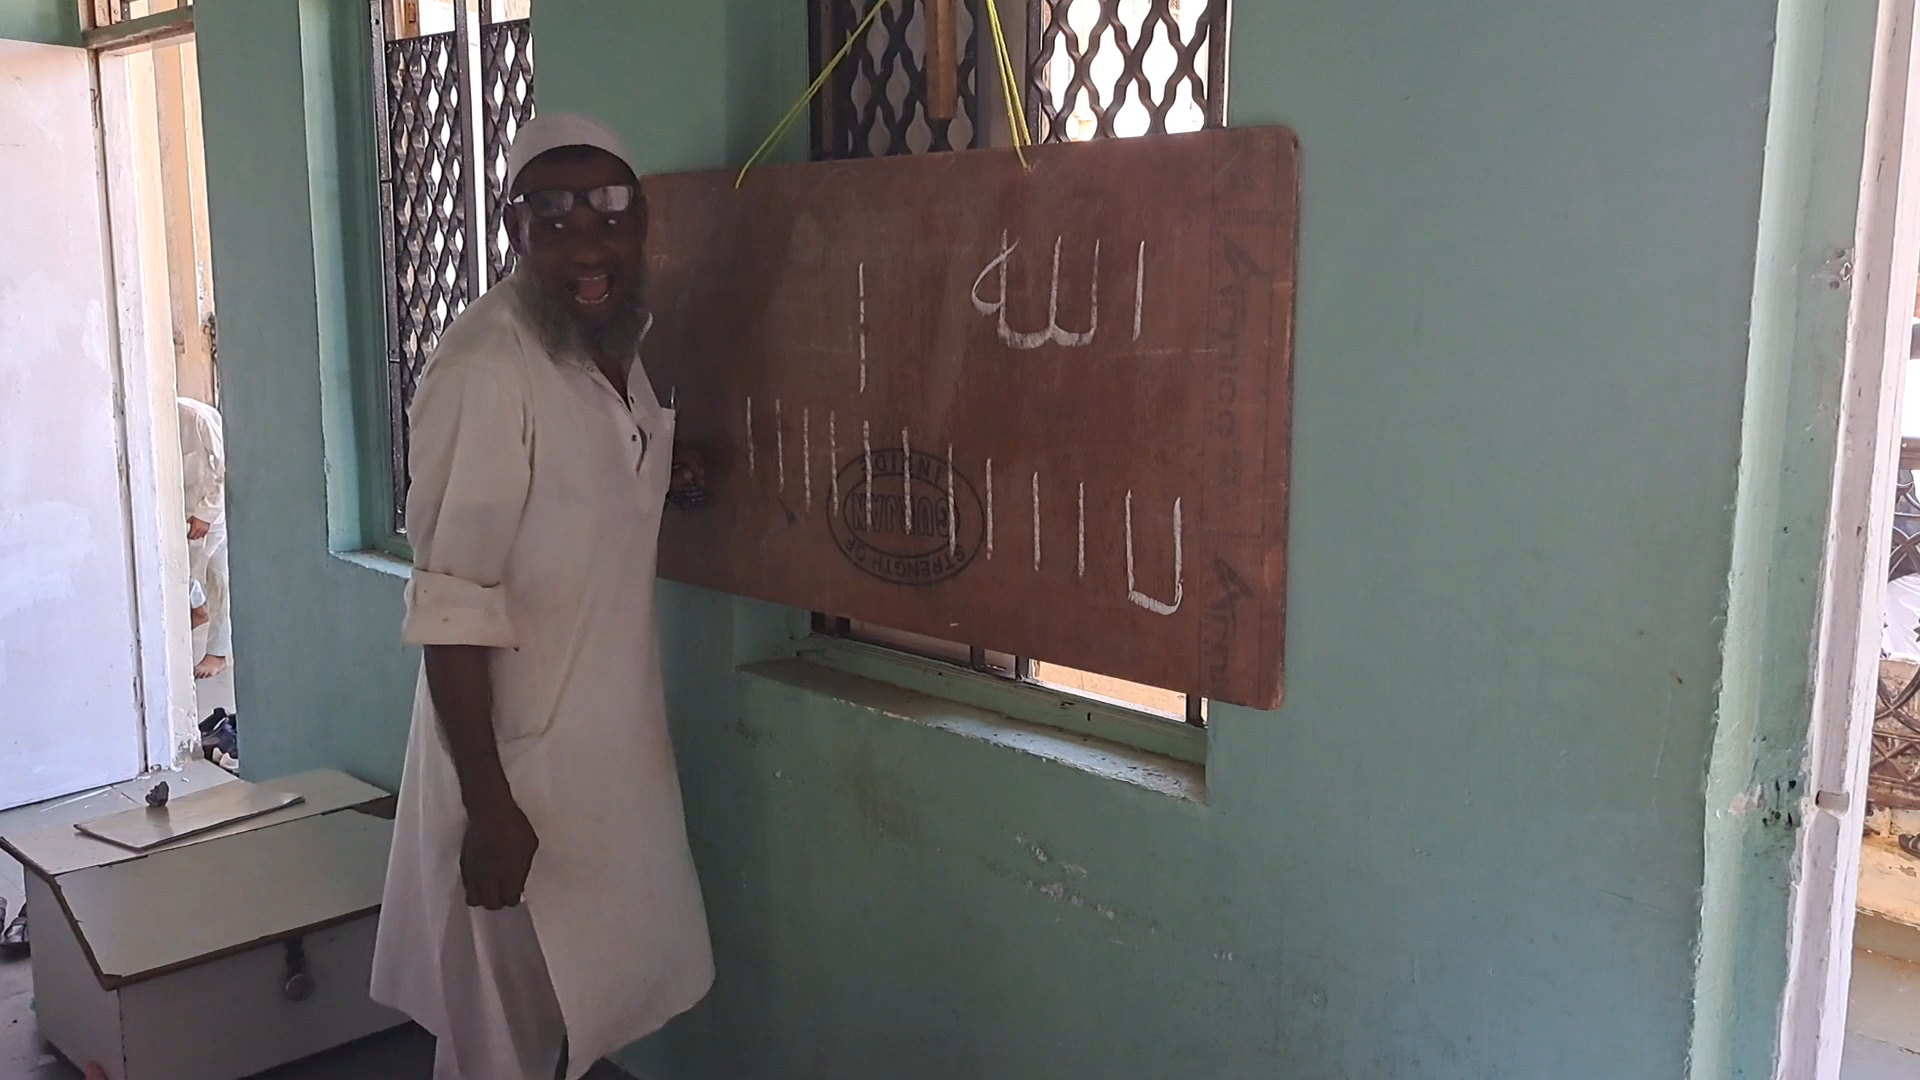 الله ا
ا ا ا ا ا ا ا ا ا ا
STRENGTH OF
GURJAN
INSIDE